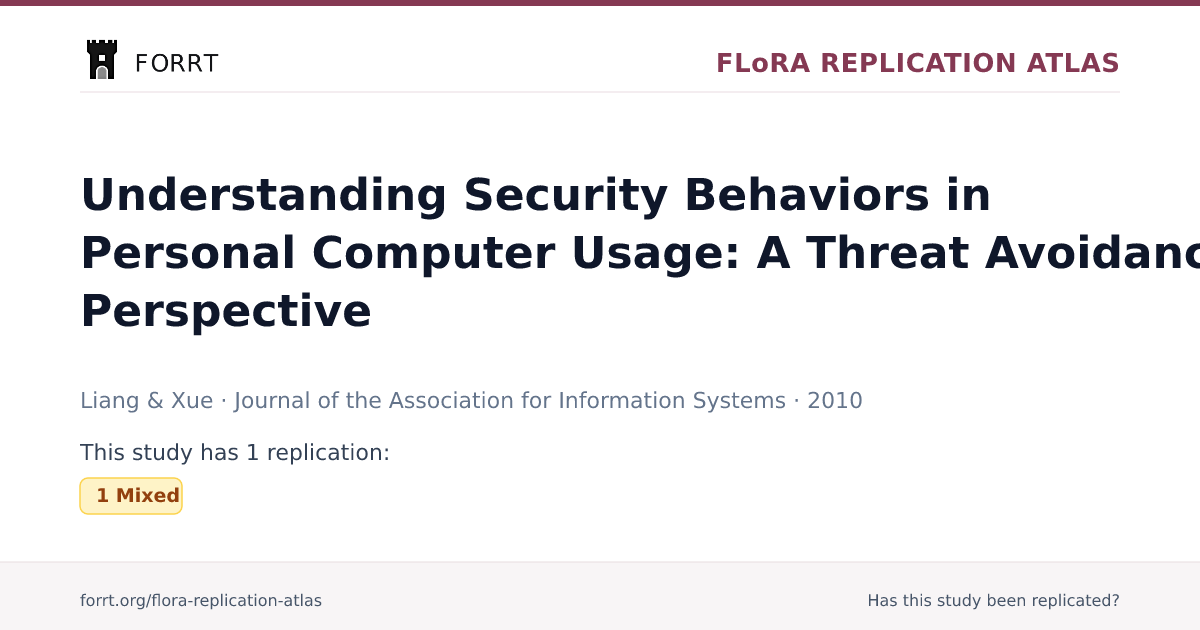 FORRT
FLoRA REPLICATION ATLAS
Understanding Security Behaviors in
Personal Computer Usage: A Threat Avoidanc
Perspective
Liang & Xue · Journal of the Association for Information Systems · 2010
This study has 1 replication:
1 Mixed
forrt.org/flora-replication-atlas
Has this study been replicated?